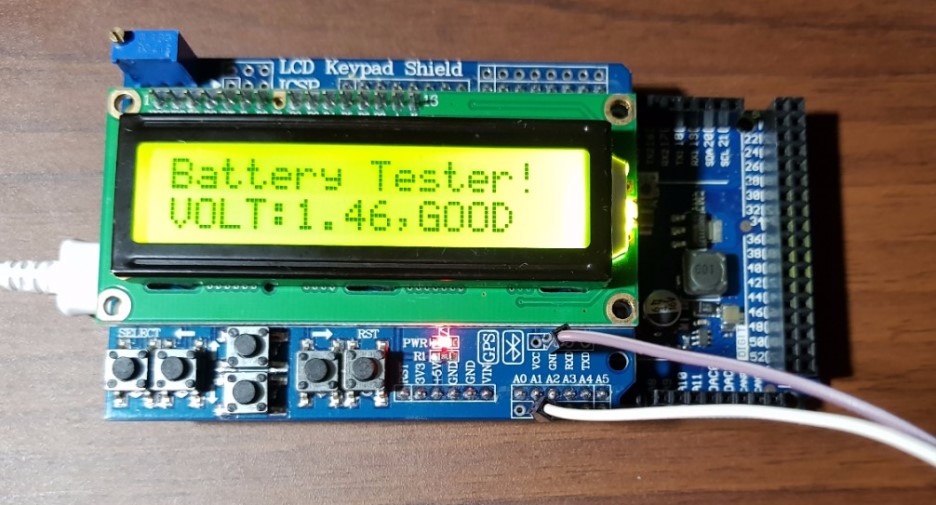 LCD Keypad Shield
ICSP
1
Battery Tester!
VOLT:1.46,GOOD
SELECT
RST
PWR
GPS
VCC
GND
RXD
TXD
3V3
+5V
GND
GND
VIN
A0 A1 A2 A3 A4 A5
SDA20
SCL21
22
24
26
28
30
32
34
36
38
40
42
44
46
48
50
52